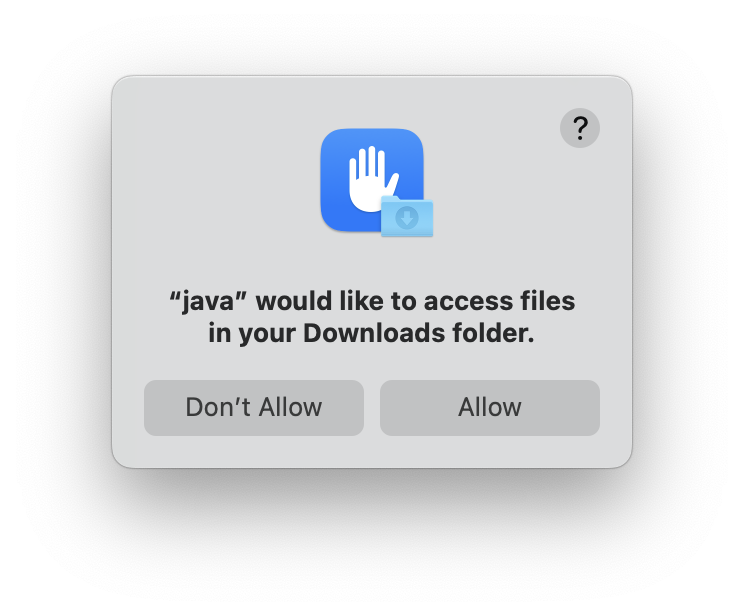 ?
“java” would like to access files
in your Downloads folder.
Don’t Allow
Allow